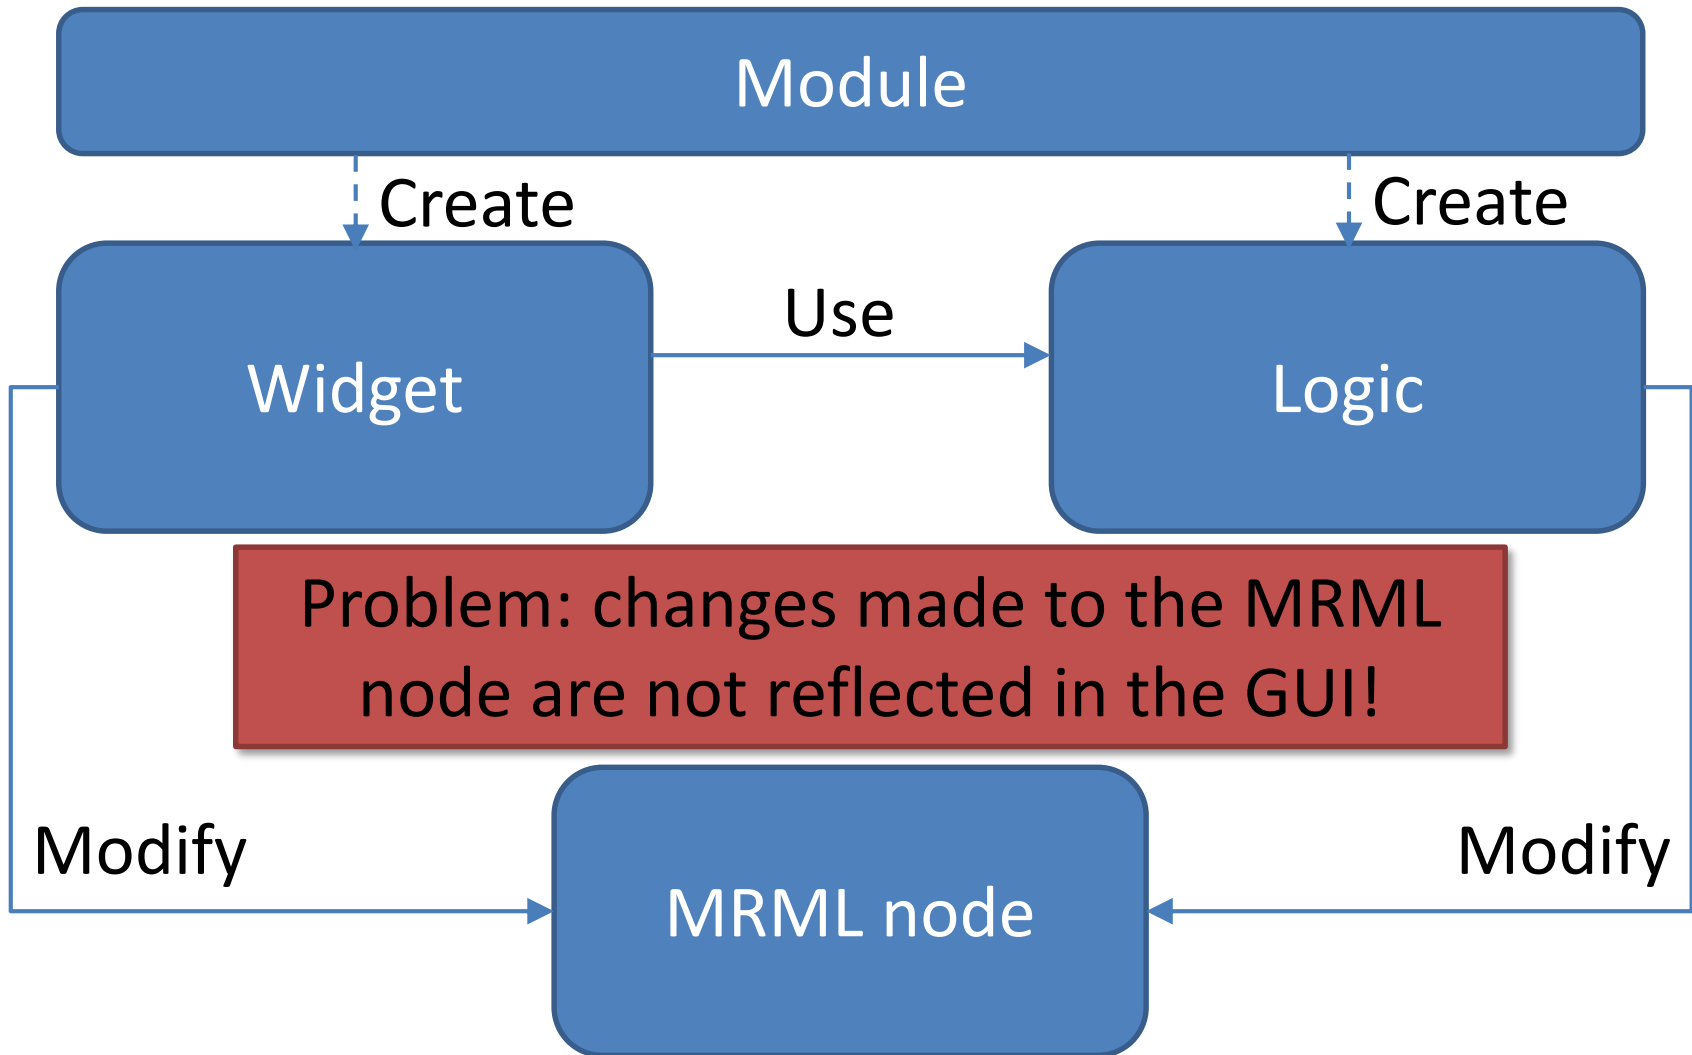 Module
Create
Create
Use
Widget
Logic
Problem: changes made to the MRML
node are not reflected in the GUI!
Modify
Modify
MRML node